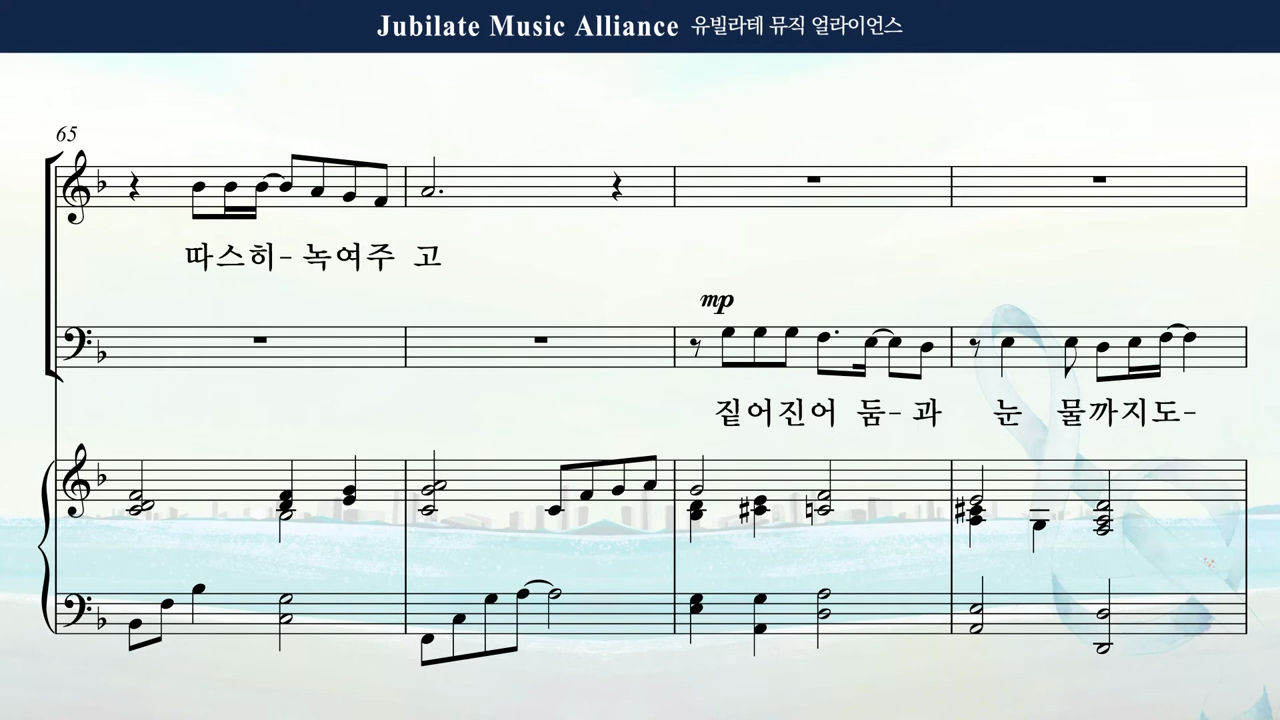 Jubilate Music Alliance 유빌라테 뮤직 얼라이언스
65
따스히- 녹여주 고
mp
짙어진어 둠- 과 눈 물까지도-